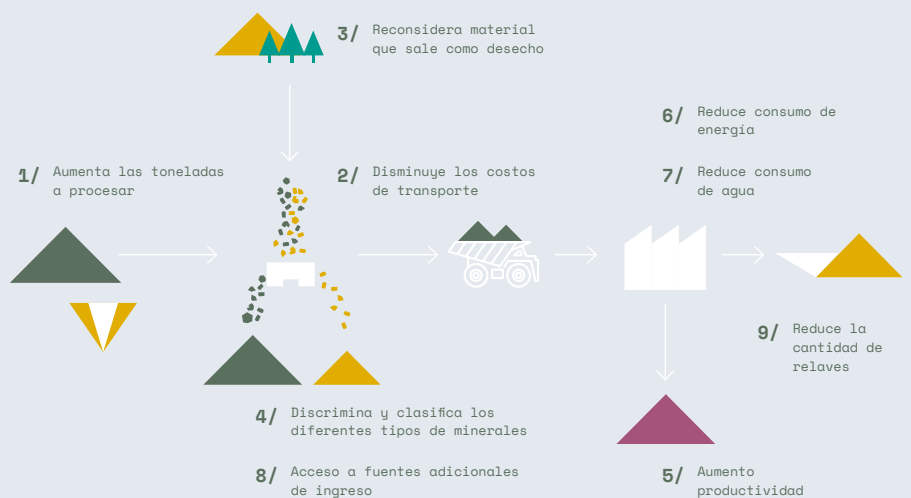 3/ Reconsidera material
que sale como desecho
6/ Reduce consumo de
energía
1/ Aumenta las toneladas
a procesar
2/ Disminuye los costos
de transporte
7/ Reduce consumo
de agua
9/ Reduce la
cantidad de
relaves
4/ Discrimina y clasifica los
diferentes tipos de minerales
8/ Acceso a fuentes adicionales
de ingreso
5/ Aumento
productividad